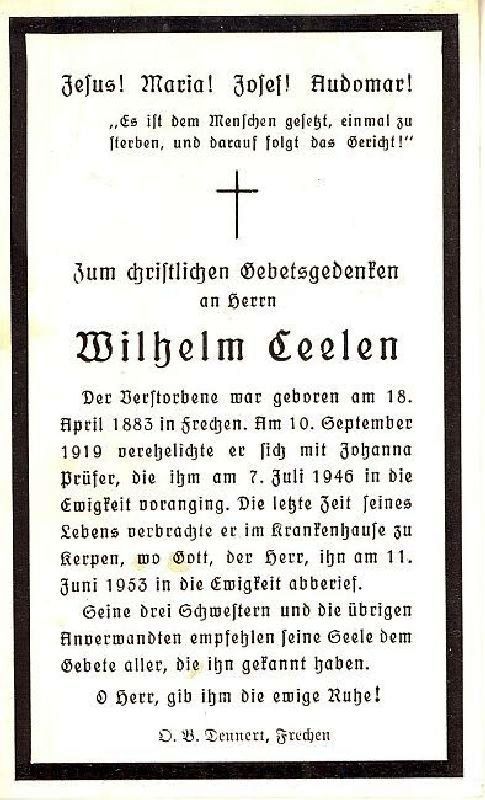 Jesus! Maria! Josef! Audomar!
„Es ist dem Menschen gesetzt, einmal zu
sterben, und darauf folgt das Gericht!“
Zum christlichen Gebetsgedenken
an Herrn
Wilhelm Ceelen
Der Verstorbene war geboren am 18.
April 1883 in Frechen. Am 10. September
1919 verehelichte er sich mit Johanna
Prüfer, die ihm am 7. Juli 1946 in die
Ewigkeit voranging. Die letzte Zeit seines
Lebens verbrachte er im Krankenhause zu
Kerpen, wo Gott, der Herr, ihn am 11.
Juni 1953 in die Ewigkeit abberief.
Seine drei Schwestern und die übrigen
Anverwandten empfehlen seine Seele dem
Gebete aller, die ihn gekannt haben.
O Herr, gib ihm die ewige Ruhe!
O. B. Dennert, Frechen